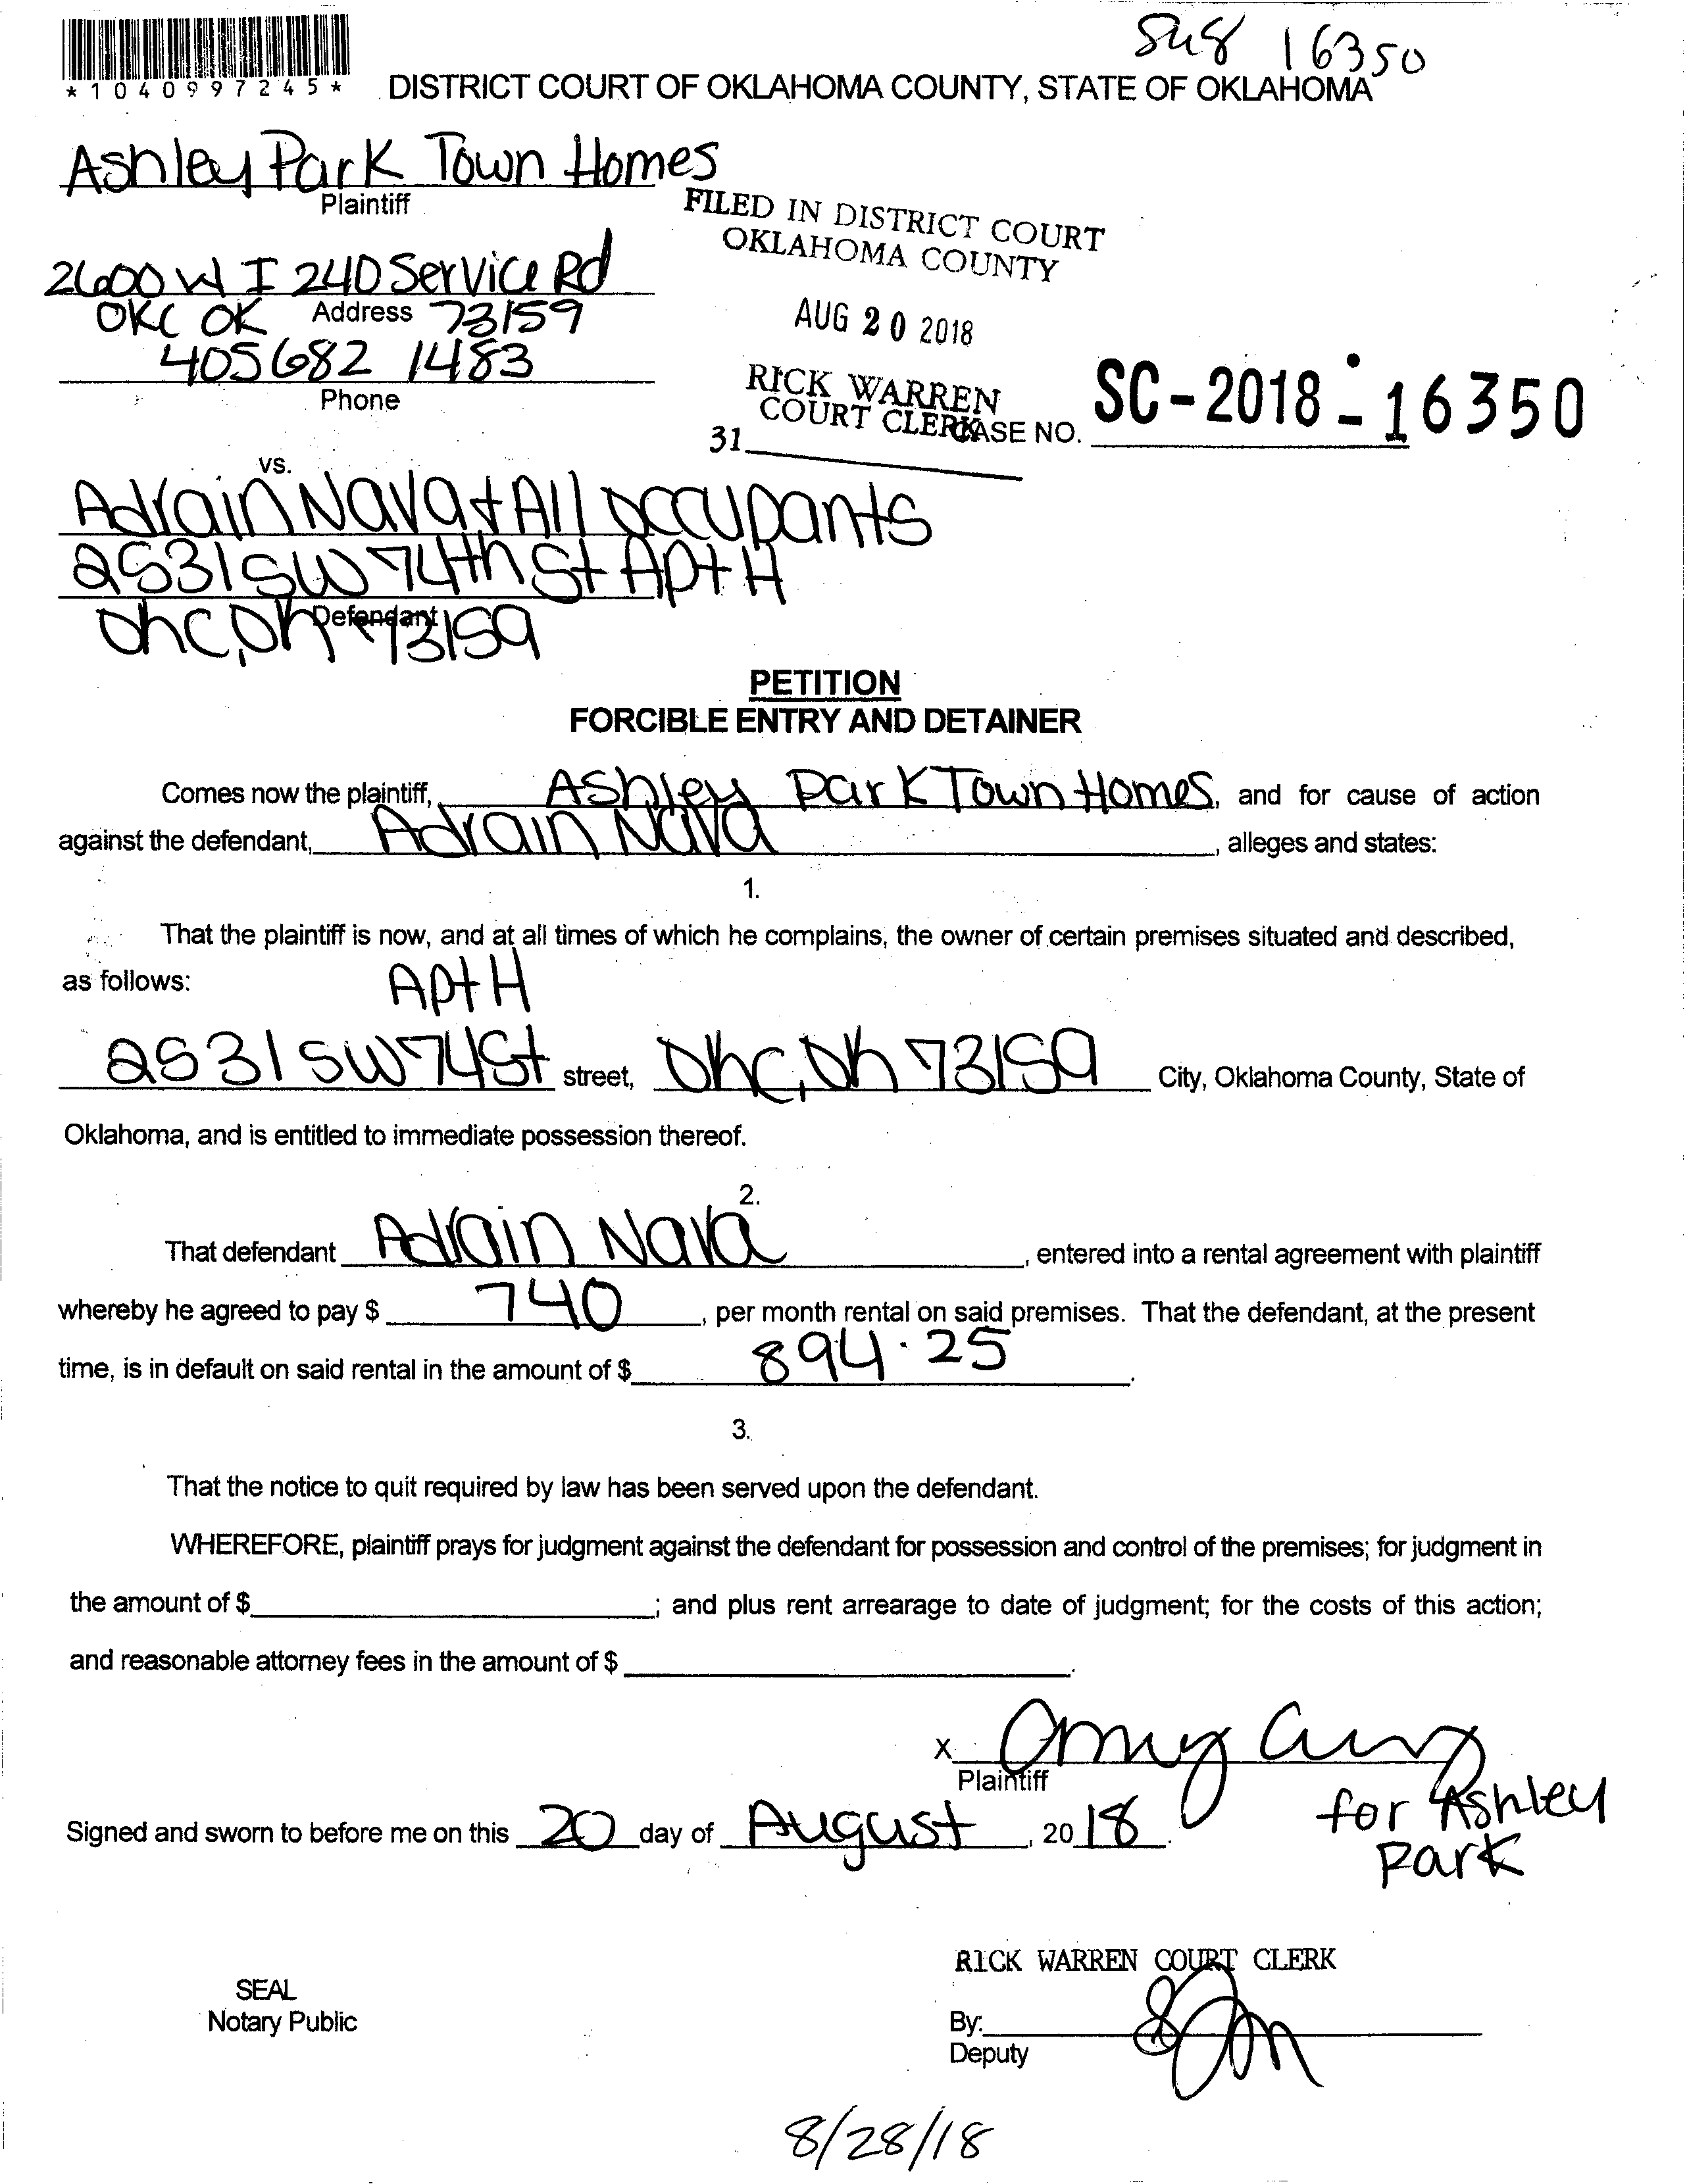 16350
*1040997245*
DISTRICT COURT OF OKLAHOMA COUNTY, STATE OF OKLAHOMA
Ashley Park Town Homes
Plaintiff
FILED IN DISTRICT COURT
OKLAHOMA COUNTY
2600 W I 240 Service Rd
OKC OK Address 73159
AUG 20 2018
405 682 1483
Phone
RICK WARREN
COURT CLERK
31
CASE NO. SC-2018-16350
vs.
Adrain Nava + All occupants
2531 SW 74th St Apt H
Okc, Ok 73159
Defendant
PETITION
FORCIBLE ENTRY AND DETAINER
Comes now the plaintiff, Ashley Park Town Homes, and for cause of action
against the defendant, Adrain Nava, alleges and states:
1.
That the plaintiff is now, and at all times of which he complains, the owner of certain premises situated and described,
as follows:
Apt H
2531 SW 74 St street, Okc, Ok 73159 City, Oklahoma County, State of
Oklahoma, and is entitled to immediate possession thereof.
2.
That defendant Adrain Nava, entered into a rental agreement with plaintiff
whereby he agreed to pay $ 740, per month rental on said premises. That the defendant, at the present
time, is in default on said rental in the amount of $ 894.25.
3.
That the notice to quit required by law has been served upon the defendant.
WHEREFORE, plaintiff prays for judgment against the defendant for possession and control of the premises; for judgment in
the amount of $ ; and plus rent arrearage to date of judgment; for the costs of this action;
and reasonable attorney fees in the amount of $ .
X Amy
Plaintiff
for Ashley
Park
Signed and sworn to before me on this 20 day of August, 2018.
RICK WARREN COURT CLERK
SEAL
Notary Public
By:
Deputy
8/28/18